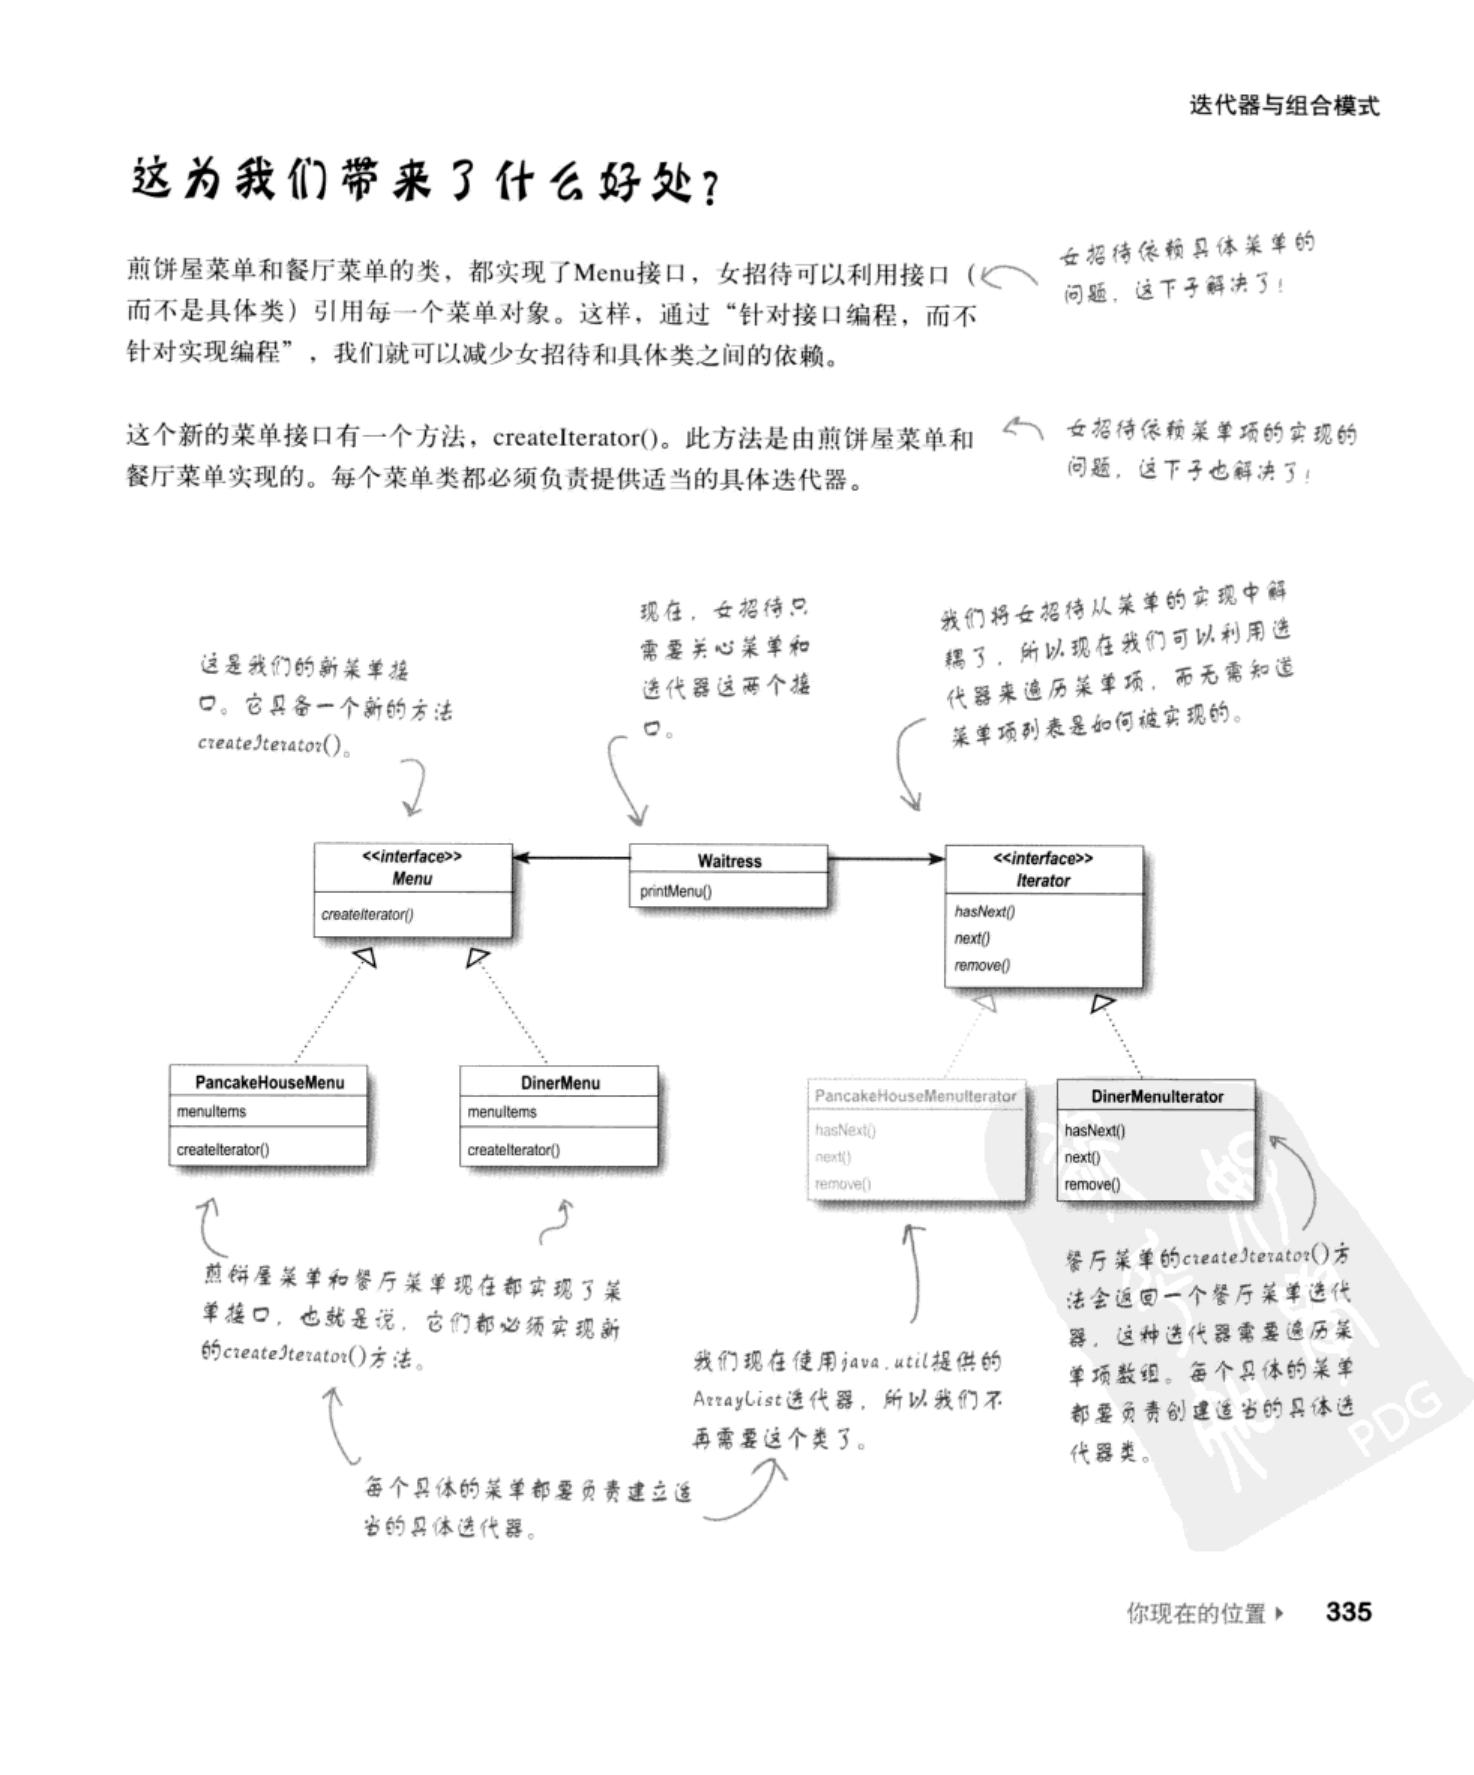 迭代器与组合模式
这为我们带来了什么好处?
煎饼屋菜单和餐厅菜单的类，都实现了Menu接口，女招待可以利用接口（
而不是具体类）引用每一个菜单对象。这样，通过“针对接口编程，而不
针对实现编程”，我们就可以减少女招待和具体类之间的依赖。
女招待依赖具体菜单的
问题，这下子解决了!
这个新的菜单接口有一个方法，createIterator()。此方法是由煎饼屋菜单和
餐厅菜单实现的。每个菜单类都必须负责提供适当的具体迭代器。
女招待依赖菜单项的实现的
问题，这下子也解决了!
这是我们的新菜单接
口。它具备一个新的方法
createIterator()。
现在，女招待只
需要关心菜单和
迭代器这两个接
口。
我们将女招待从菜单的实现中解
耦了，所以现在我们可以利用迭
代器来遍历菜单项，而无需知道
菜单项列表是如何被实现的。
<<interface>>
Menu
createIterator()
Waitress
printMenu()
<<interface>>
Iterator
hasNext()
next()
remove()
PancakeHouseMenu
menuItems
createIterator()
DinerMenu
menuItems
createIterator()
PancakeHouseMenuIterator
hasNext()
next()
remove()
DinerMenuIterator
hasNext()
next()
remove()
煎饼屋菜单和餐厅菜单现在都实现了菜
单接口，也就是说，它们都必须实现新
的createIterator()方法。
我们现在使用java.util提供的
ArrayList迭代器，所以我们不
再需要这个类了。
餐厅菜单的createIterator()方
法会返回一个餐厅菜单迭代
器，这种迭代器需要遍历菜
单项数组。每个具体的菜单
都要负责创建适当的具体迭
代器类。
每个具体的菜单都要负责建立适
当的具体迭代器。
PDG
你现在的位置
335